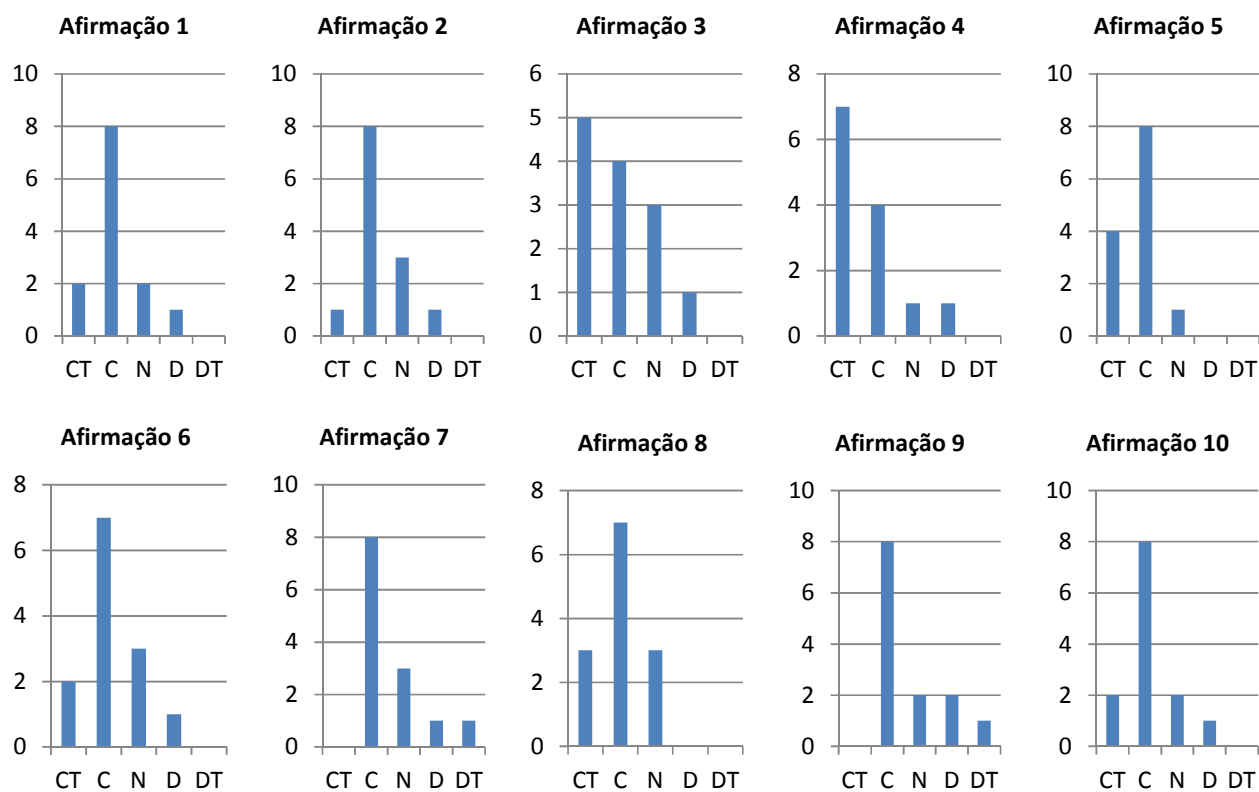 Afirmação 1
10
8
6
4
2
0
CT C N D DT
Afirmação 2
10
8
6
4
2
0
CT C N D DT
Afirmação 3
6
5
4
3
2
1
0
CT C N D DT
Afirmação 4
8
6
4
2
0
CT C N D DT
Afirmação 5
10
8
6
4
2
0
CT C N D DT
Afirmação 6
8
6
4
2
0
CT C N D DT
Afirmação 7
10
8
6
4
2
0
CT C N D DT
Afirmação 8
8
6
4
2
0
CT C N D DT
Afirmação 9
10
8
6
4
2
0
CT C N D DT
Afirmação 10
10
8
6
4
2
0
CT C N D DT